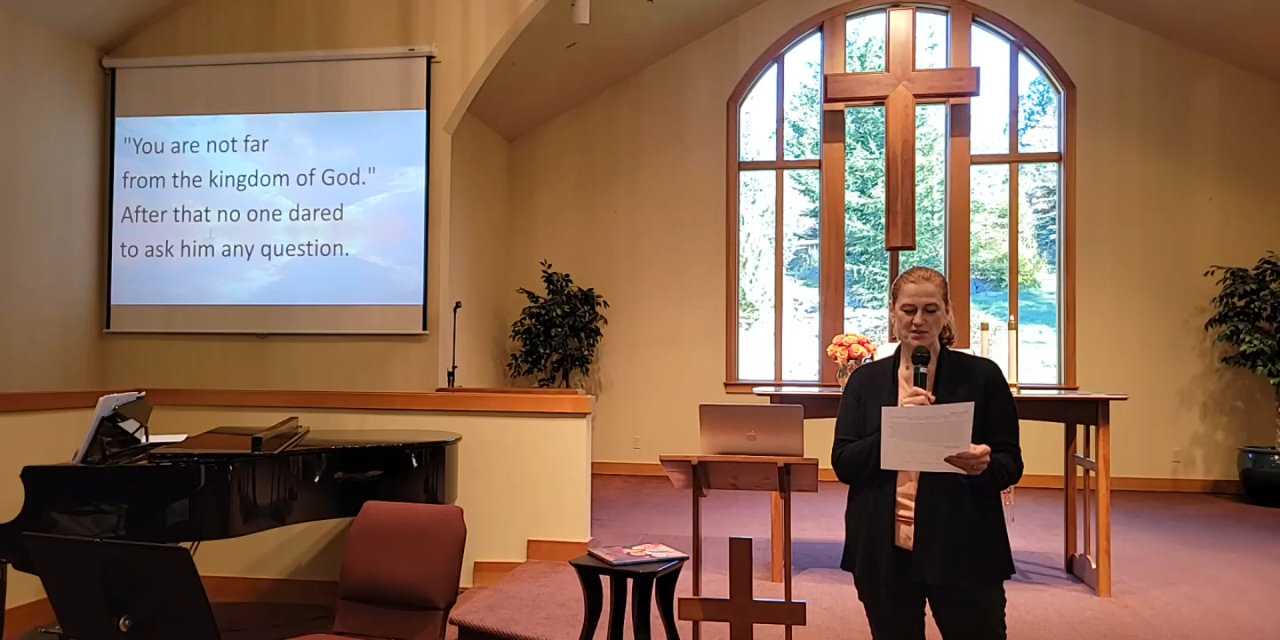 "You are not far
from the kingdom of God."
After that no one dared
to ask him any question.